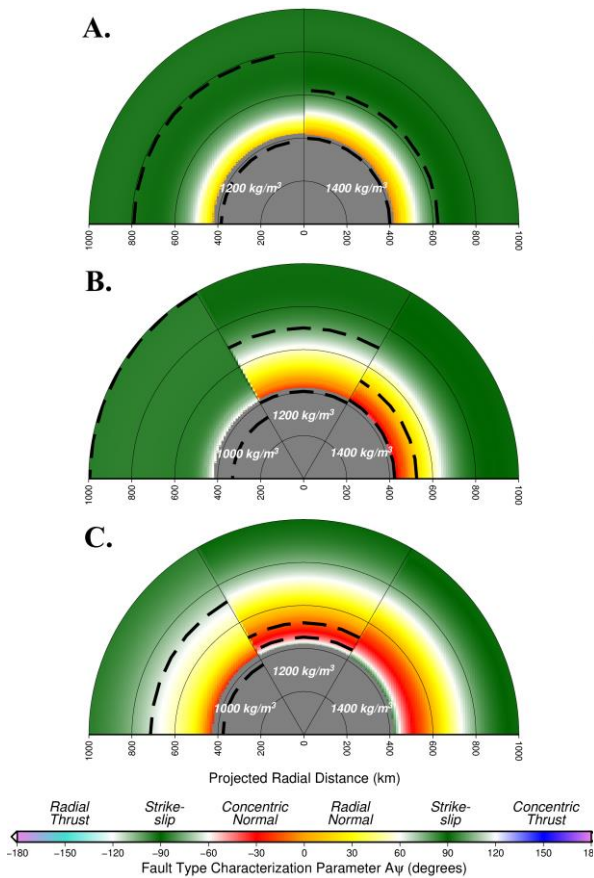 A.
1200 kg/m³ 1400 kg/m³
1000 800 600 400 200 0 200 400 600 800 1000
B.
1200 kg/m³
1000 kg/m³ 1400 kg/m³
1000 800 600 400 200 0 200 400 600 800 1000
C.
1200 kg/m³
1000 kg/m³ 1400 kg/m³
1000 800 600 400 200 0 200 400 600 800 1000
Projected Radial Distance (km)
Radial Strike- Concentric Radial Strike- Concentric
Thrust slip Normal Normal slip Thrust
−180 −150 −120 −90 −60 −30 0 30 60 90 120 150 18
Fault Type Characterization Parameter Aψ (degrees)